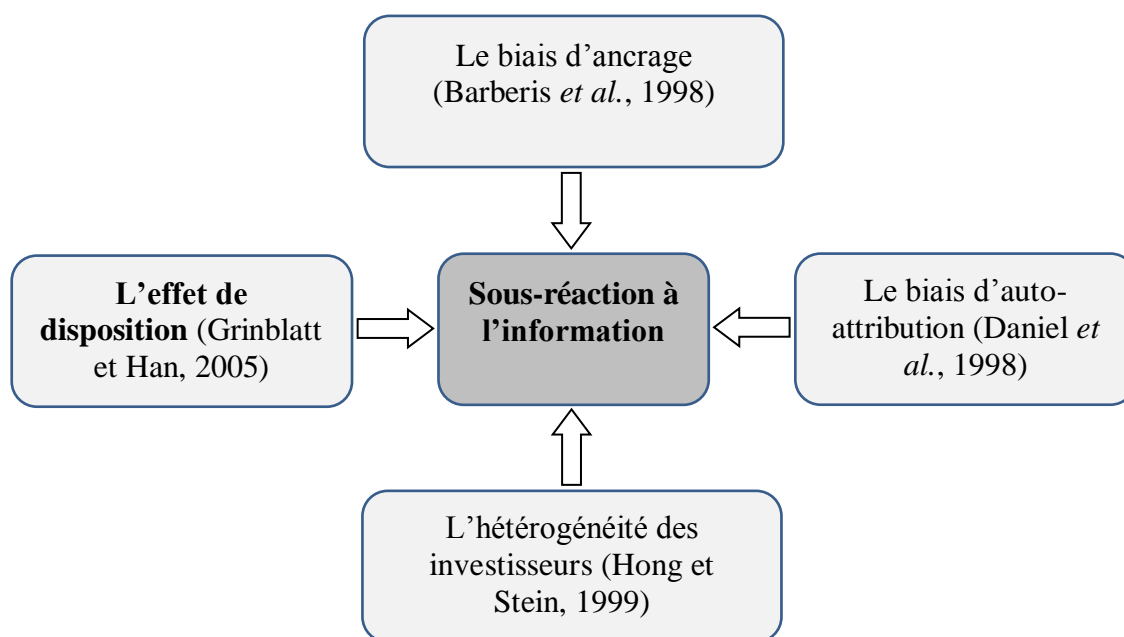 Le biais d’ancrage
(Barberis et al., 1998)
L’effet de
disposition (Grinblatt
et Han, 2005)
Sous-réaction à
l’information
Le biais d’auto-
attribution (Daniel et
al., 1998)
L’hétérogénéité des
investisseurs (Hong et
Stein, 1999)